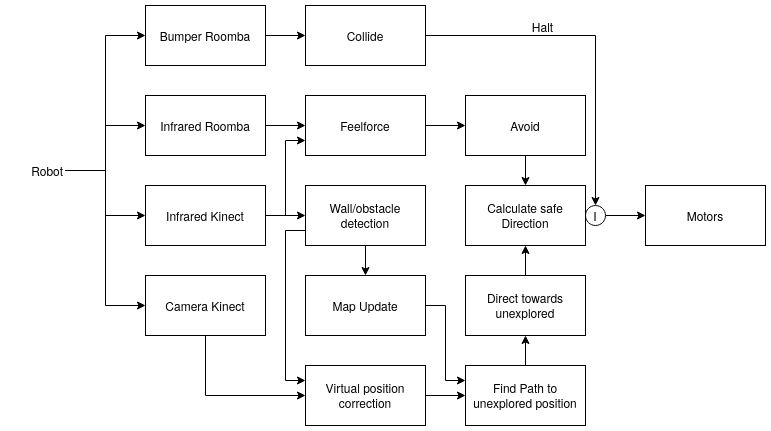 Halt
Bumper Roomba
Collide
Infrared Roomba
Feelforce
Avoid
Robot
Infrared Kinect
Wall/obstacle
detection
Calculate safe
Direction
I
Motors
Camera Kinect
Map Update
Direct towards
unexplored
Virtual position
correction
Find Path to
unexplored position